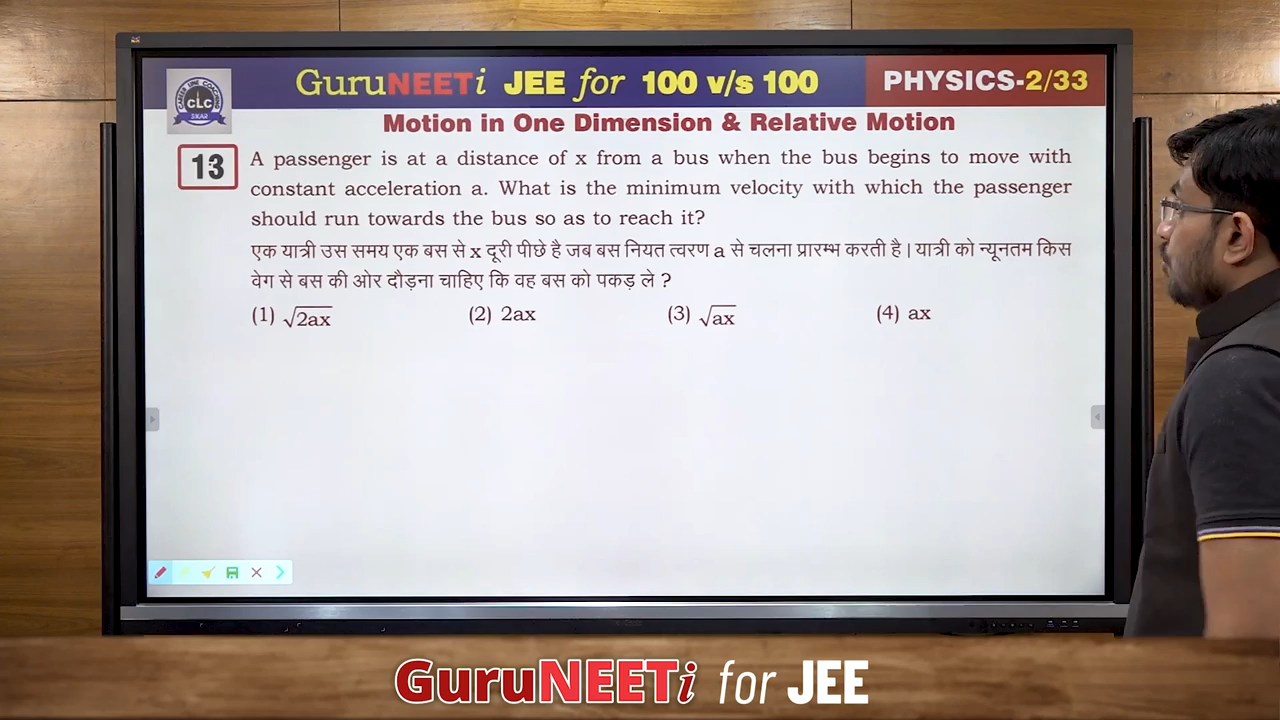 GuruNEETi JEE for 100 v/s 100
PHYSICS-2/33
CLC
SIKAR
Motion in One Dimension & Relative Motion
13
A passenger is at a distance of x from a bus when the bus begins to move with
constant acceleration a. What is the minimum velocity with which the passenger
should run towards the bus so as to reach it?
एक यात्री उस समय एक बस से x दूरी पीछे है जब बस नियत त्वरण a से चलना प्रारम्भ करती है। यात्री को न्यूनतम किस
वेग से बस की ओर दौड़ना चाहिए कि वह बस को पकड़ ले ?
(1) √2ax (2) 2ax (3) √ax (4) ax
GuruNEETi for JEE